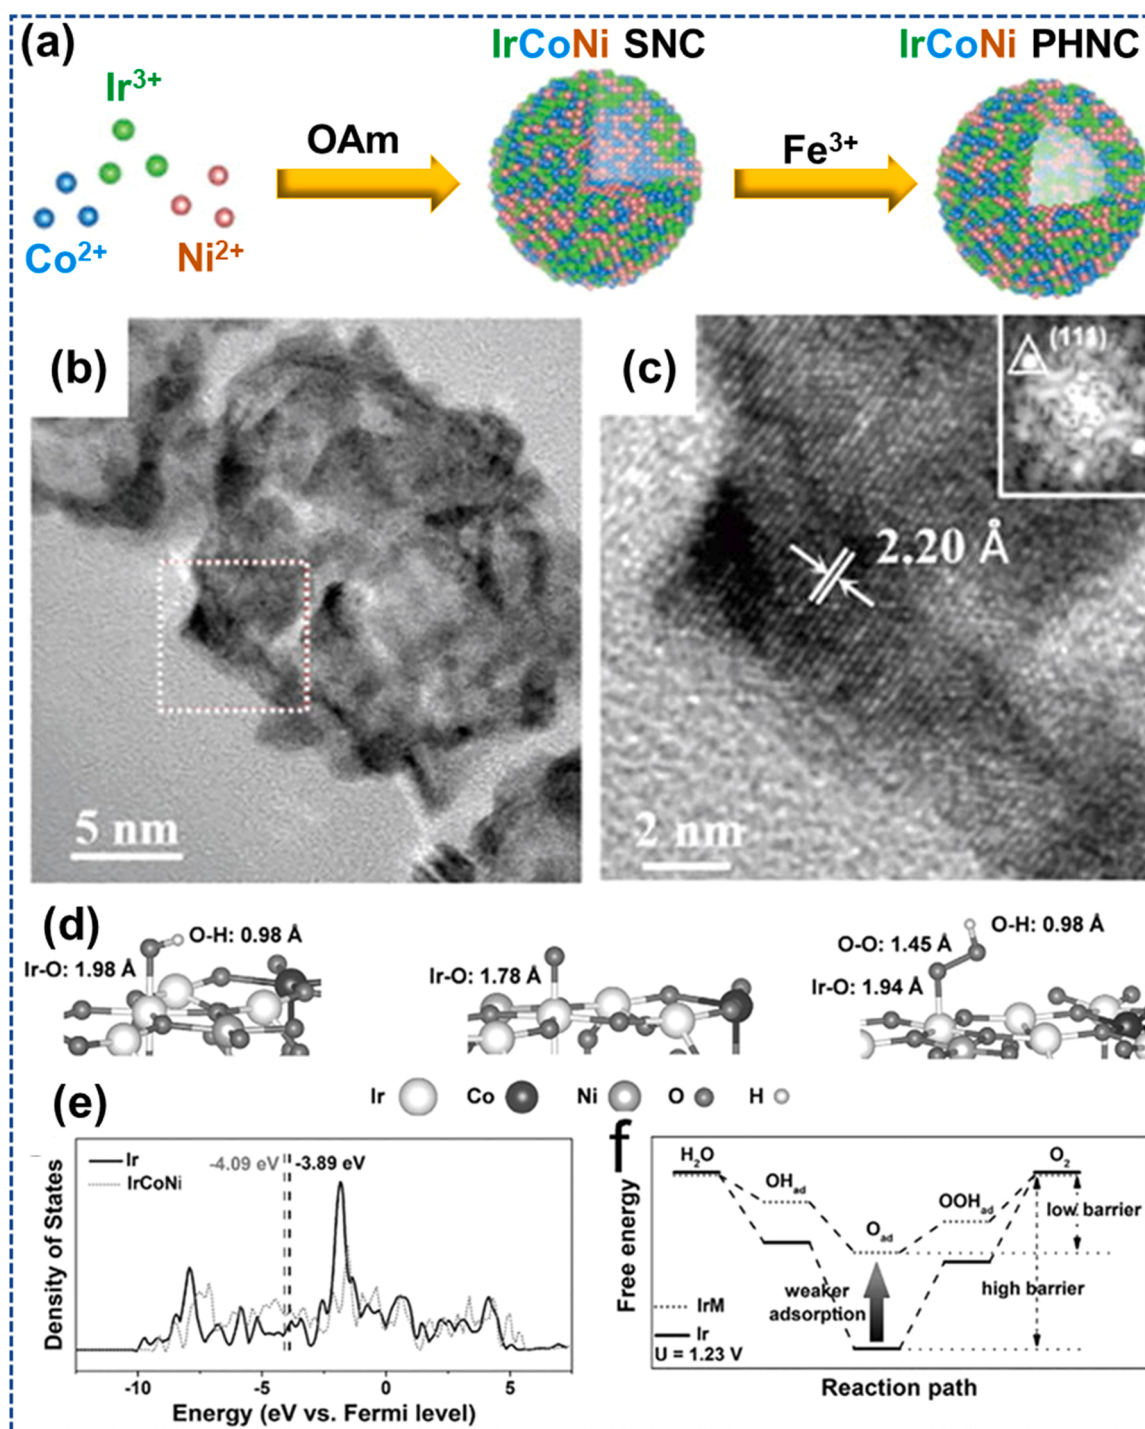 (a)
IrCoNi SNC
IrCoNi PHNC
Ir3+
OAm
Fe3+
Co2+
Ni2+
(b)
5 nm
(c)
(111)
2.20 Å
2 nm
(d)
O-H: 0.98 Å
Ir-O: 1.98 Å
Ir-O: 1.78 Å
O-H: 0.98 Å
O-O: 1.45 Å
Ir-O: 1.94 Å
Ir Co Ni O H
(e)
Density of States
Ir
IrCoNi
-4.09 eV
-3.89 eV
-10 -5 0 5
Energy (eV vs. Fermi level)
f
Free energy
H2O
OHad
Oad
OOHad
O2
low barrier
high barrier
weaker
adsorption
IrM
Ir
U = 1.23 V
Reaction path